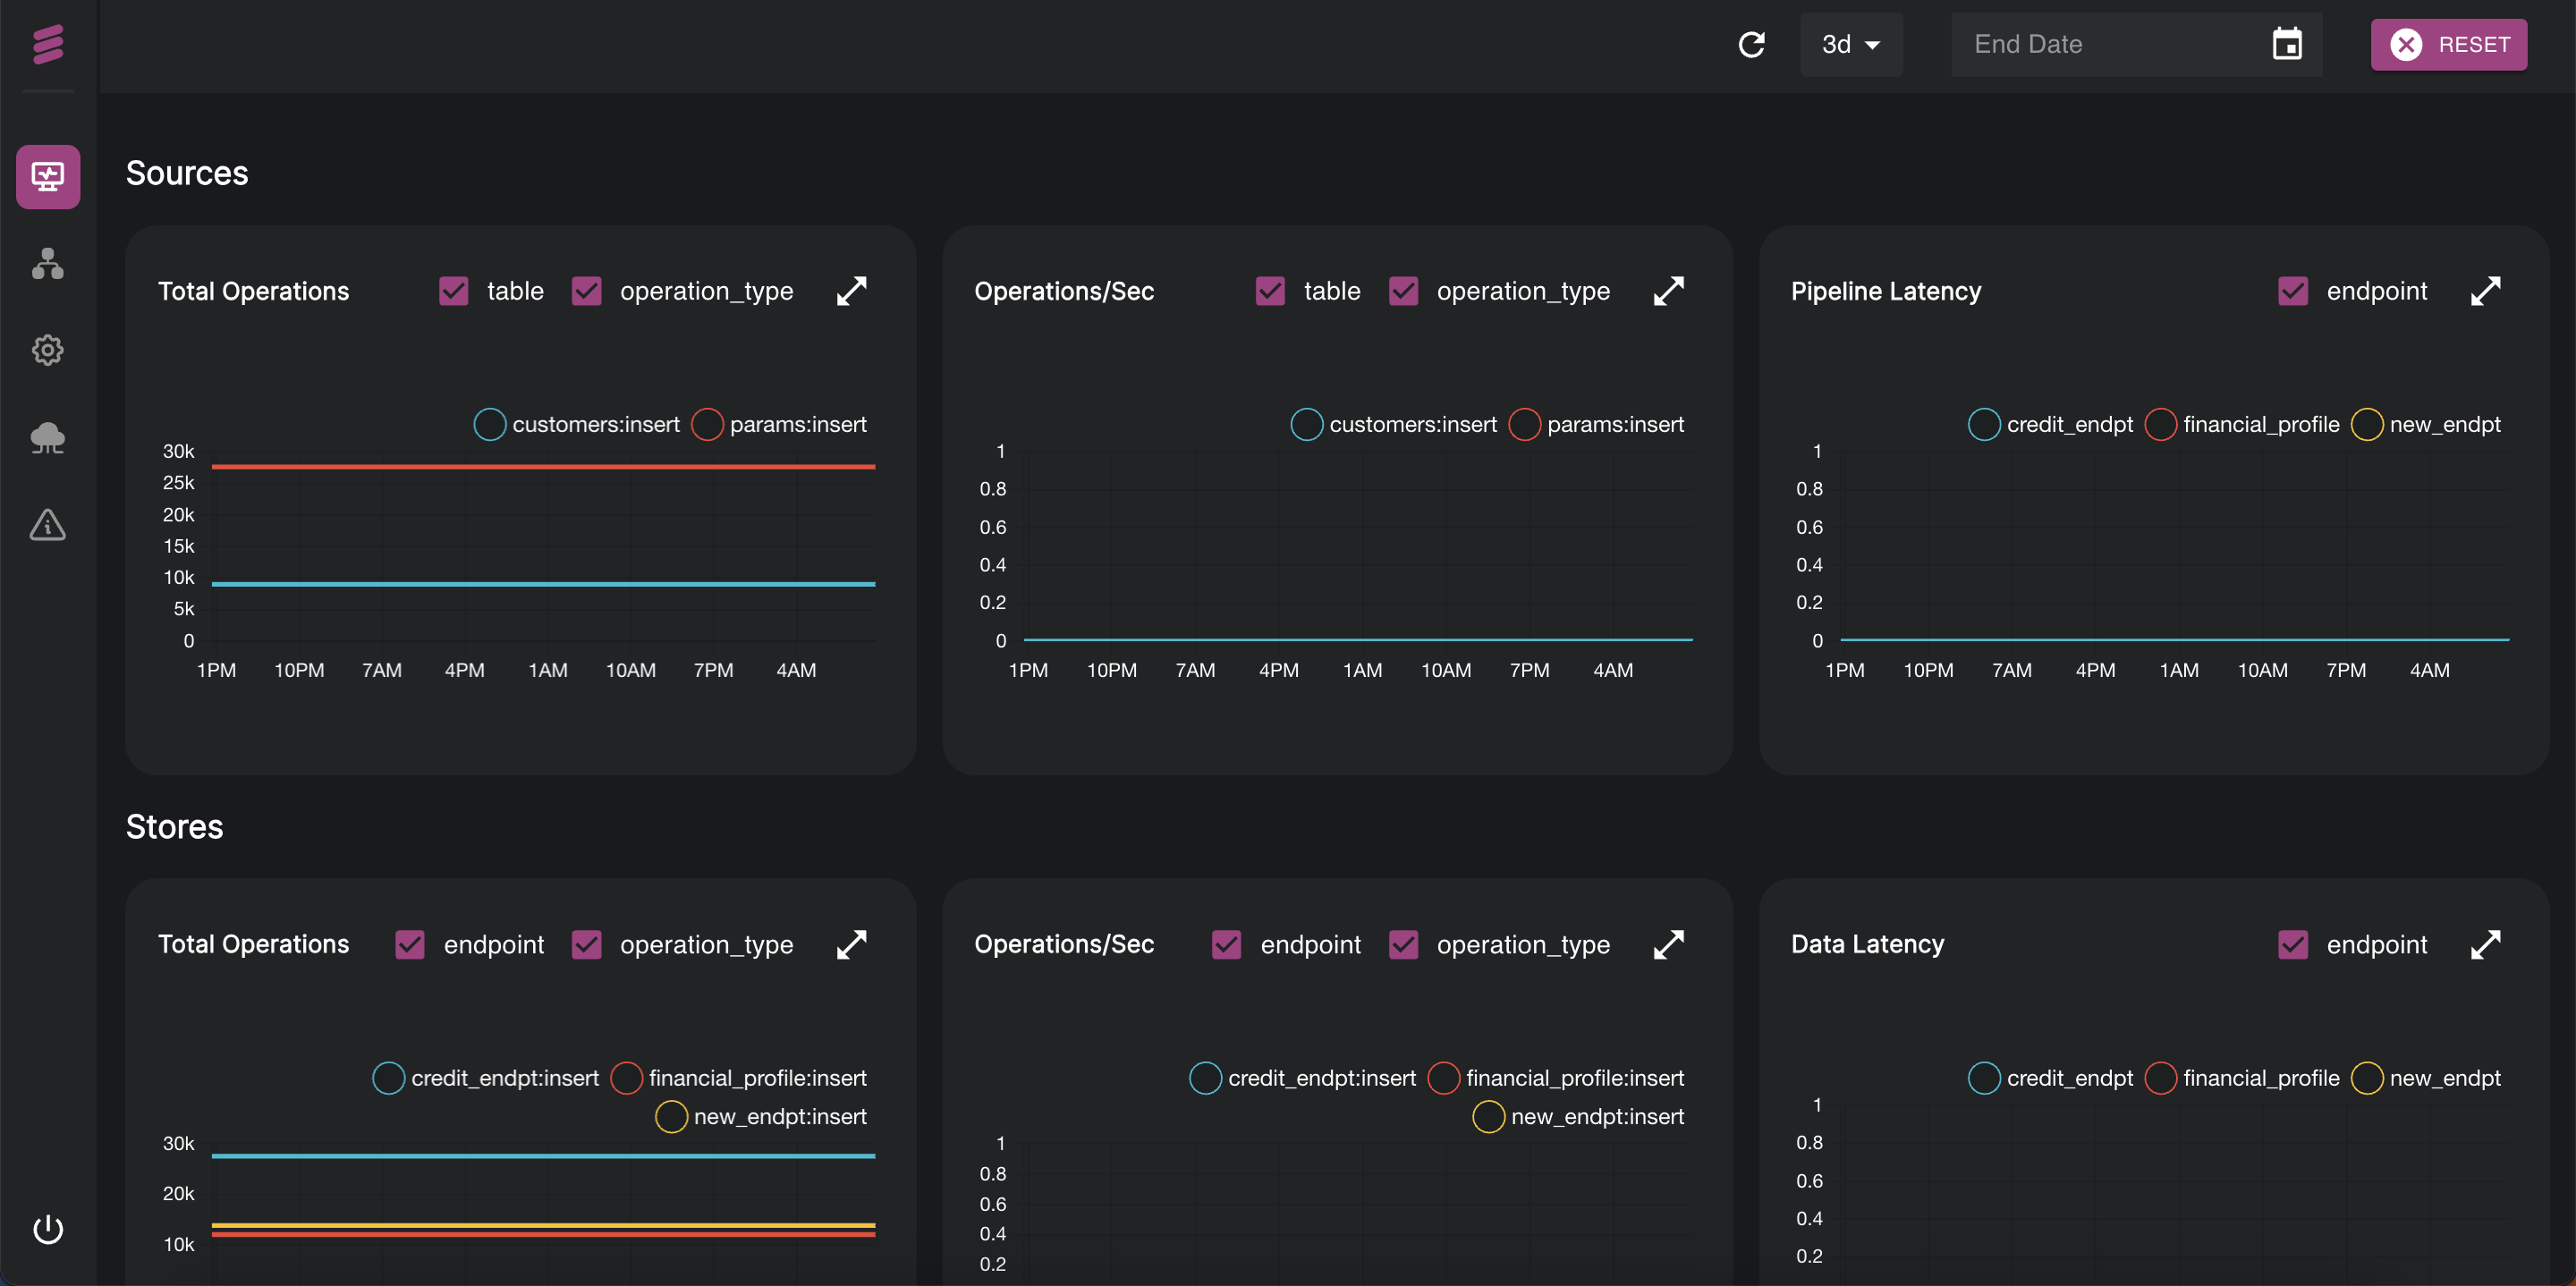 3d
End Date
RESET
Sources
Total Operations table operation_type
customers:insert params:insert
30k
25k
20k
15k
10k
5k
0
1PM 10PM 7AM 4PM 1AM 10AM 7PM 4AM
Operations/Sec table operation_type
customers:insert params:insert
1
0.8
0.6
0.4
0.2
0
1PM 10PM 7AM 4PM 1AM 10AM 7PM 4AM
Pipeline Latency endpoint
credit_endpt financial_profile new_endpt
1
0.8
0.6
0.4
0.2
0
1PM 10PM 7AM 4PM 1AM 10AM 7PM 4AM
Stores
Total Operations endpoint operation_type
credit_endpt:insert financial_profile:insert
new_endpt:insert
30k
20k
10k
Operations/Sec endpoint operation_type
credit_endpt:insert financial_profile:insert
new_endpt:insert
1
0.8
0.6
0.4
0.2
Data Latency endpoint
credit_endpt financial_profile new_endpt
1
0.8
0.6
0.4
0.2